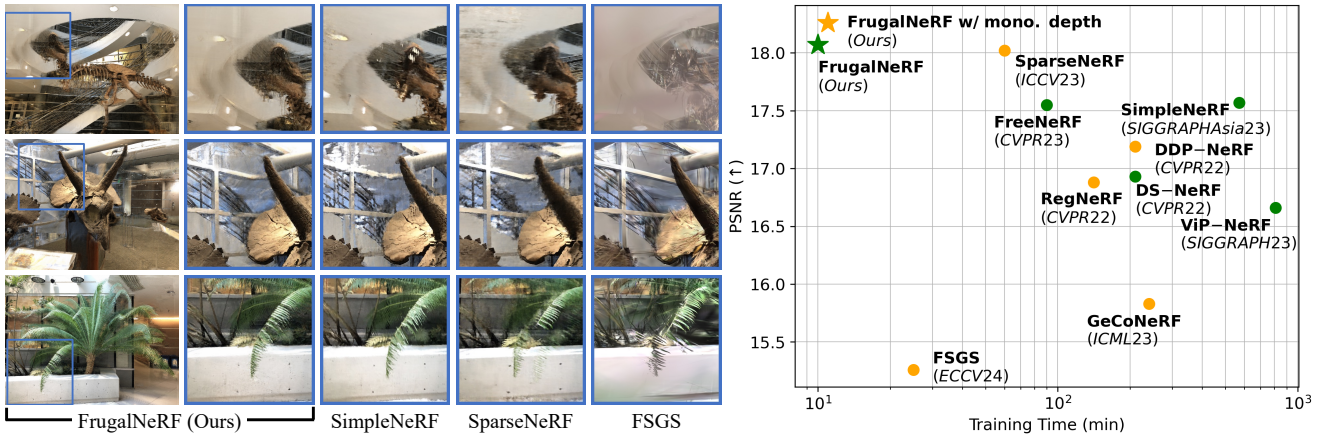 FrugalNeRF (Ours)
SimpleNeRF
SparseNeRF
FSGS
PSNR (↑)
18.0
17.5
17.0
16.5
16.0
15.5
FrugalNeRF w/ mono. depth
(Ours)
FrugalNeRF
(Ours)
SparseNeRF
(ICCV23)
FreeNeRF
(CVPR23)
SimpleNeRF
(SIGGRAPHAsia23)
DDP−NeRF
(CVPR22)
RegNeRF
(CVPR22)
DS−NeRF
(CVPR22)
ViP−NeRF
(SIGGRAPH23)
GeCoNeRF
(ICML23)
FSGS
(ECCV24)
10¹
10²
10³
Training Time (min)